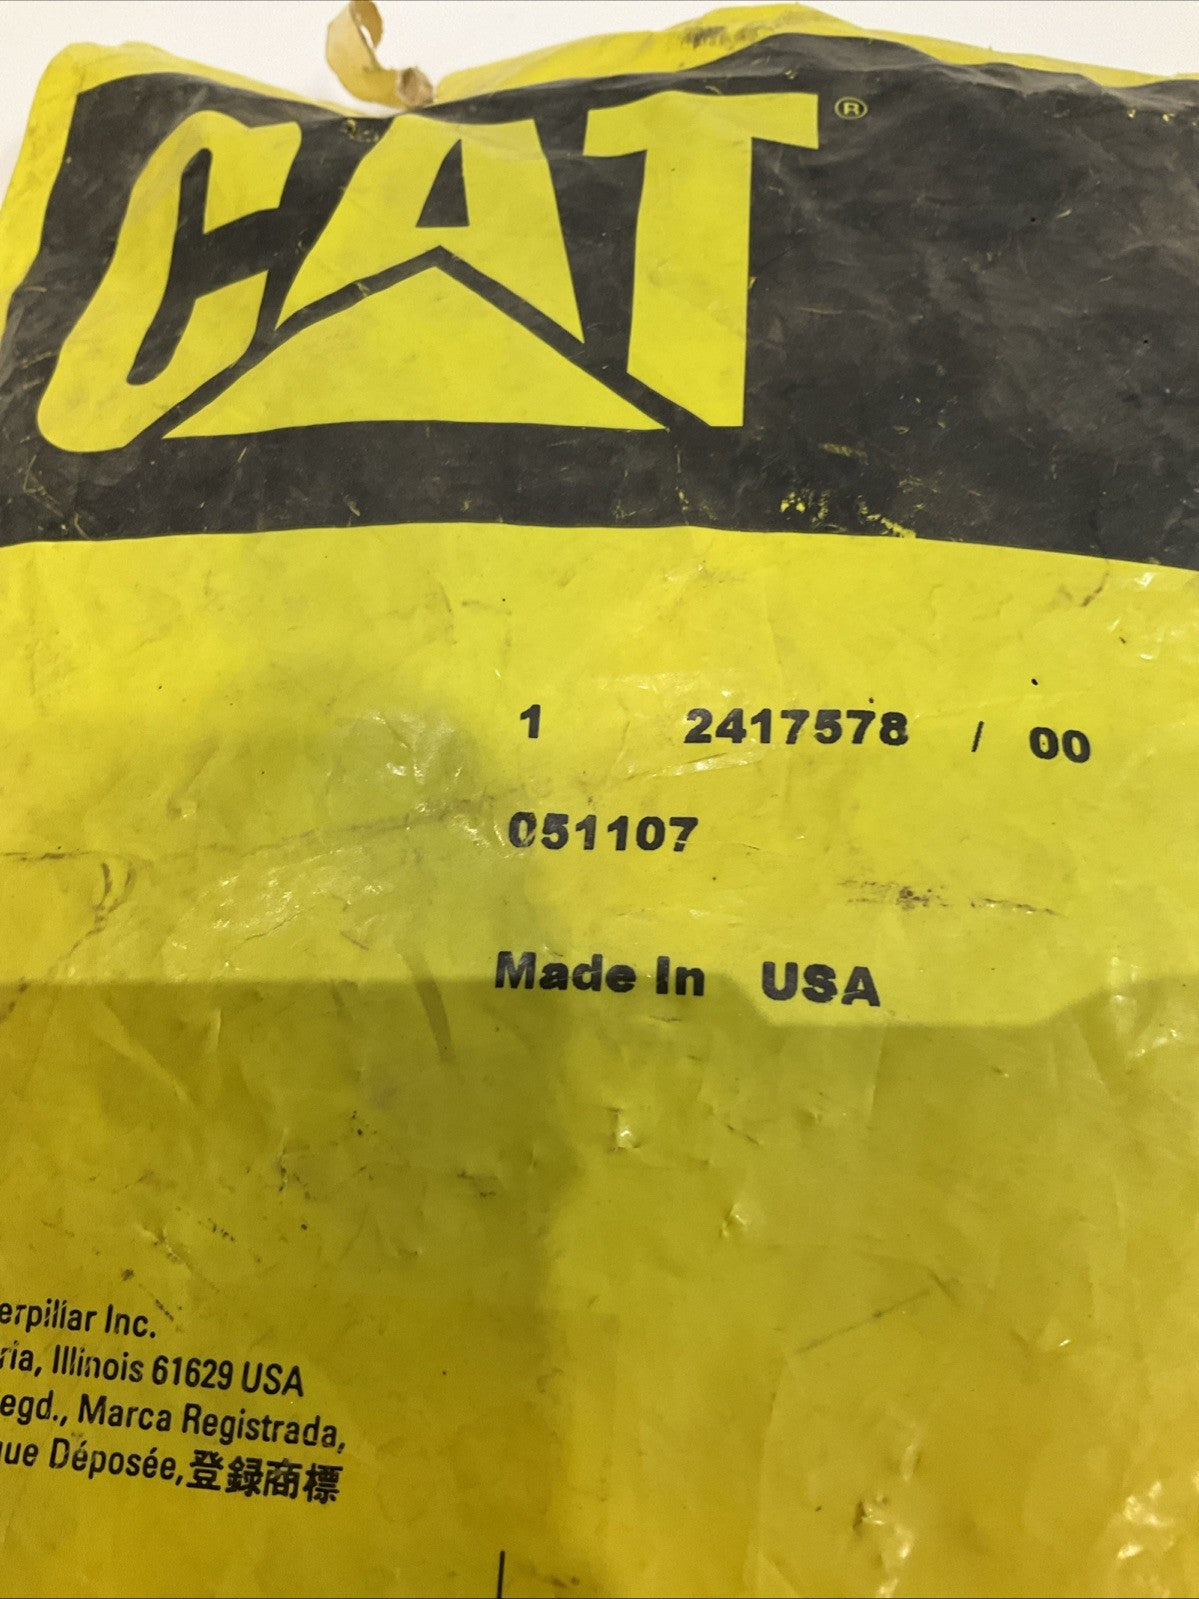 CAT ®
1 2417578 / 00
051107
Made In USA
erpillar Inc.
ria, Illinois 61629 USA
egd., Marca Registrada,
ue Déposée,登録商標